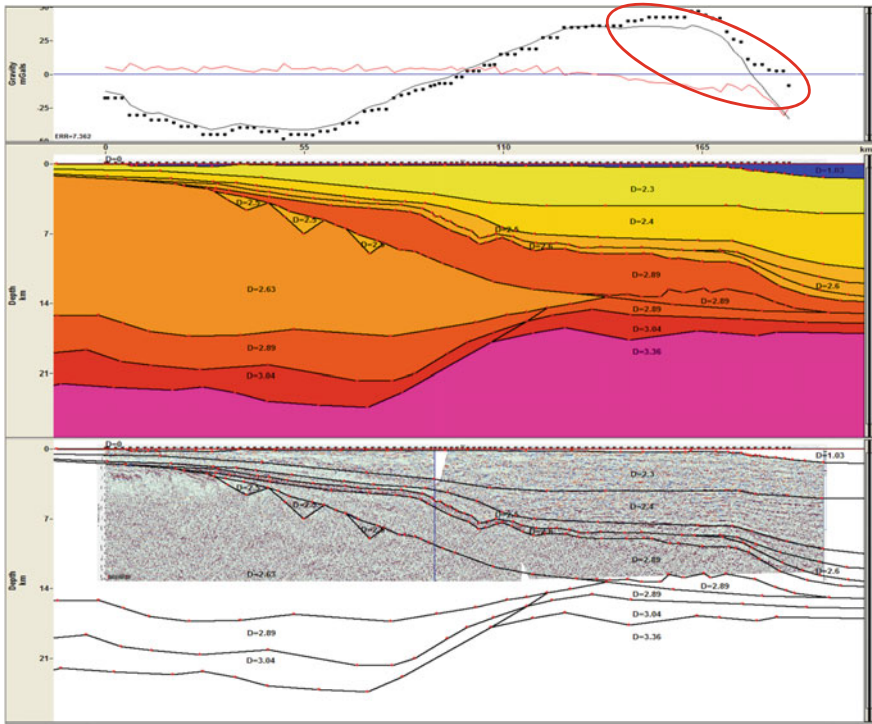 50
25
0
-25
-50
Gravity
mGals
ERR=7.362
0 55 110 165 km
D=0
0
7
14
21
Depth
km
D=1.03
D=2.3
D=2.4
D=2.5
D=2.5
D=2.5
D=2.6
D=2.6
D=2.6
D=2.89
D=2.63
D=2.89
D=2.89
D=3.04
D=3.36
D=2.89
D=3.04
D=0
0
7
14
21
Depth
km
D=1.03
D=2.3
D=2.4
D=2.5
D=2.5
D=2.6
D=2.89
D=2.6
D=2.63
D=2.89
D=2.89
D=3.04
D=3.36
D=2.89
D=3.04